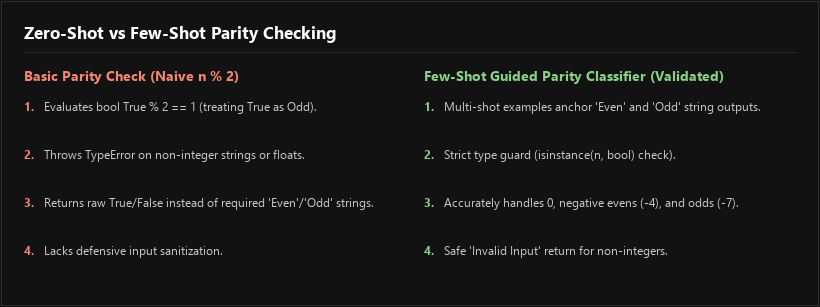 Zero-Shot vs Few-Shot Parity Checking
Basic Parity Check (Naive n % 2)
1. Evaluates bool True % 2 == 1 (treating True as Odd).
2. Throws TypeError on non-integer strings or floats.
3. Returns raw True/False instead of required 'Even'/'Odd' strings.
4. Lacks defensive input sanitization.
Few-Shot Guided Parity Classifier (Validated)
1. Multi-shot examples anchor 'Even' and 'Odd' string outputs.
2. Strict type guard (isinstance(n, bool) check).
3. Accurately handles 0, negative evens (-4), and odds (-7).
4. Safe 'Invalid Input' return for non-integers.